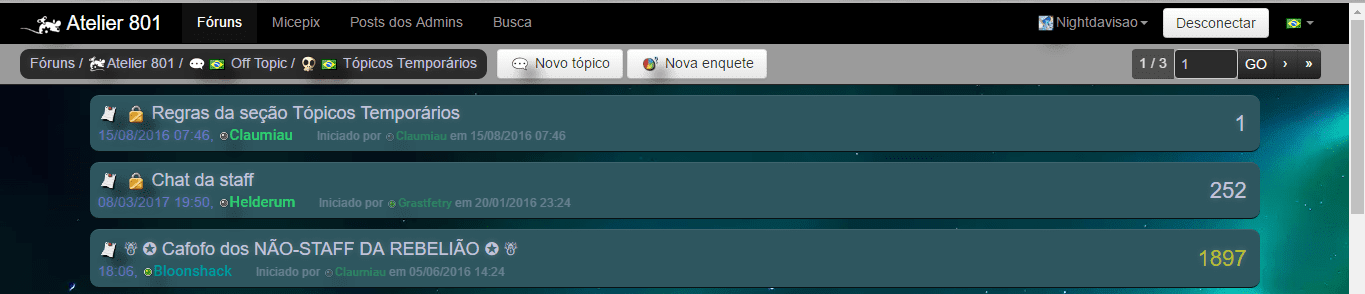 Atelier 801 Fóruns Micepix Posts dos Admins Busca Nightdavisao Desconectar
Fóruns / Atelier 801 / Off Topic / Tópicos Temporários Novo tópico Nova enquete 1 / 3 1 GO › »
Regras da seção Tópicos Temporários 1
15/08/2016 07:46, Claumiau Iniciado por Claumiau em 15/08/2016 07:46
Chat da staff 252
08/03/2017 19:50, Helderum Iniciado por Grastfetry em 20/01/2016 23:24
☃ ✪ Cafofo dos NÃO-STAFF DA REBELIÃO ✪ ☃ 1897
18:06, Bloonshack Iniciado por Claumiau em 05/06/2016 14:24